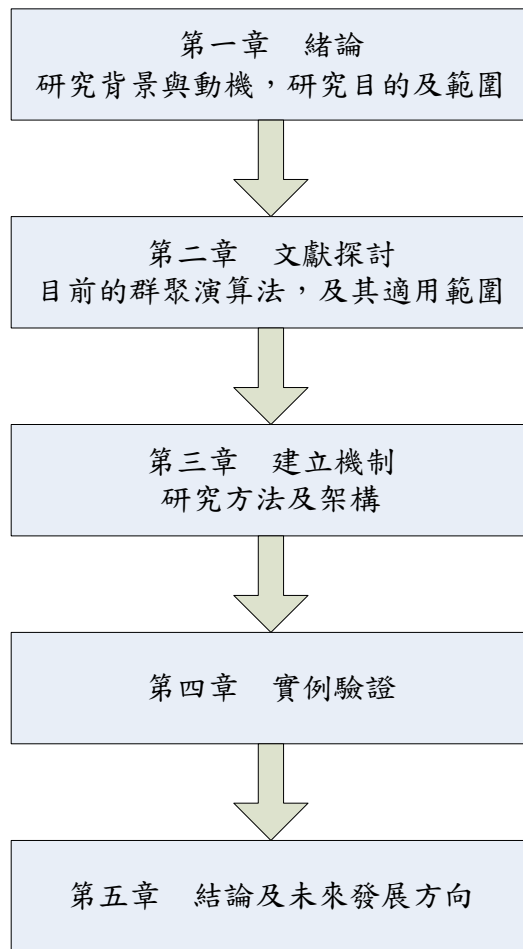 第一章　緒論
研究背景與動機，研究目的及範圍
第二章　文獻探討
目前的群聚演算法，及其適用範圍
第三章　建立機制
研究方法及架構
第四章　實例驗證
第五章　結論及未來發展方向